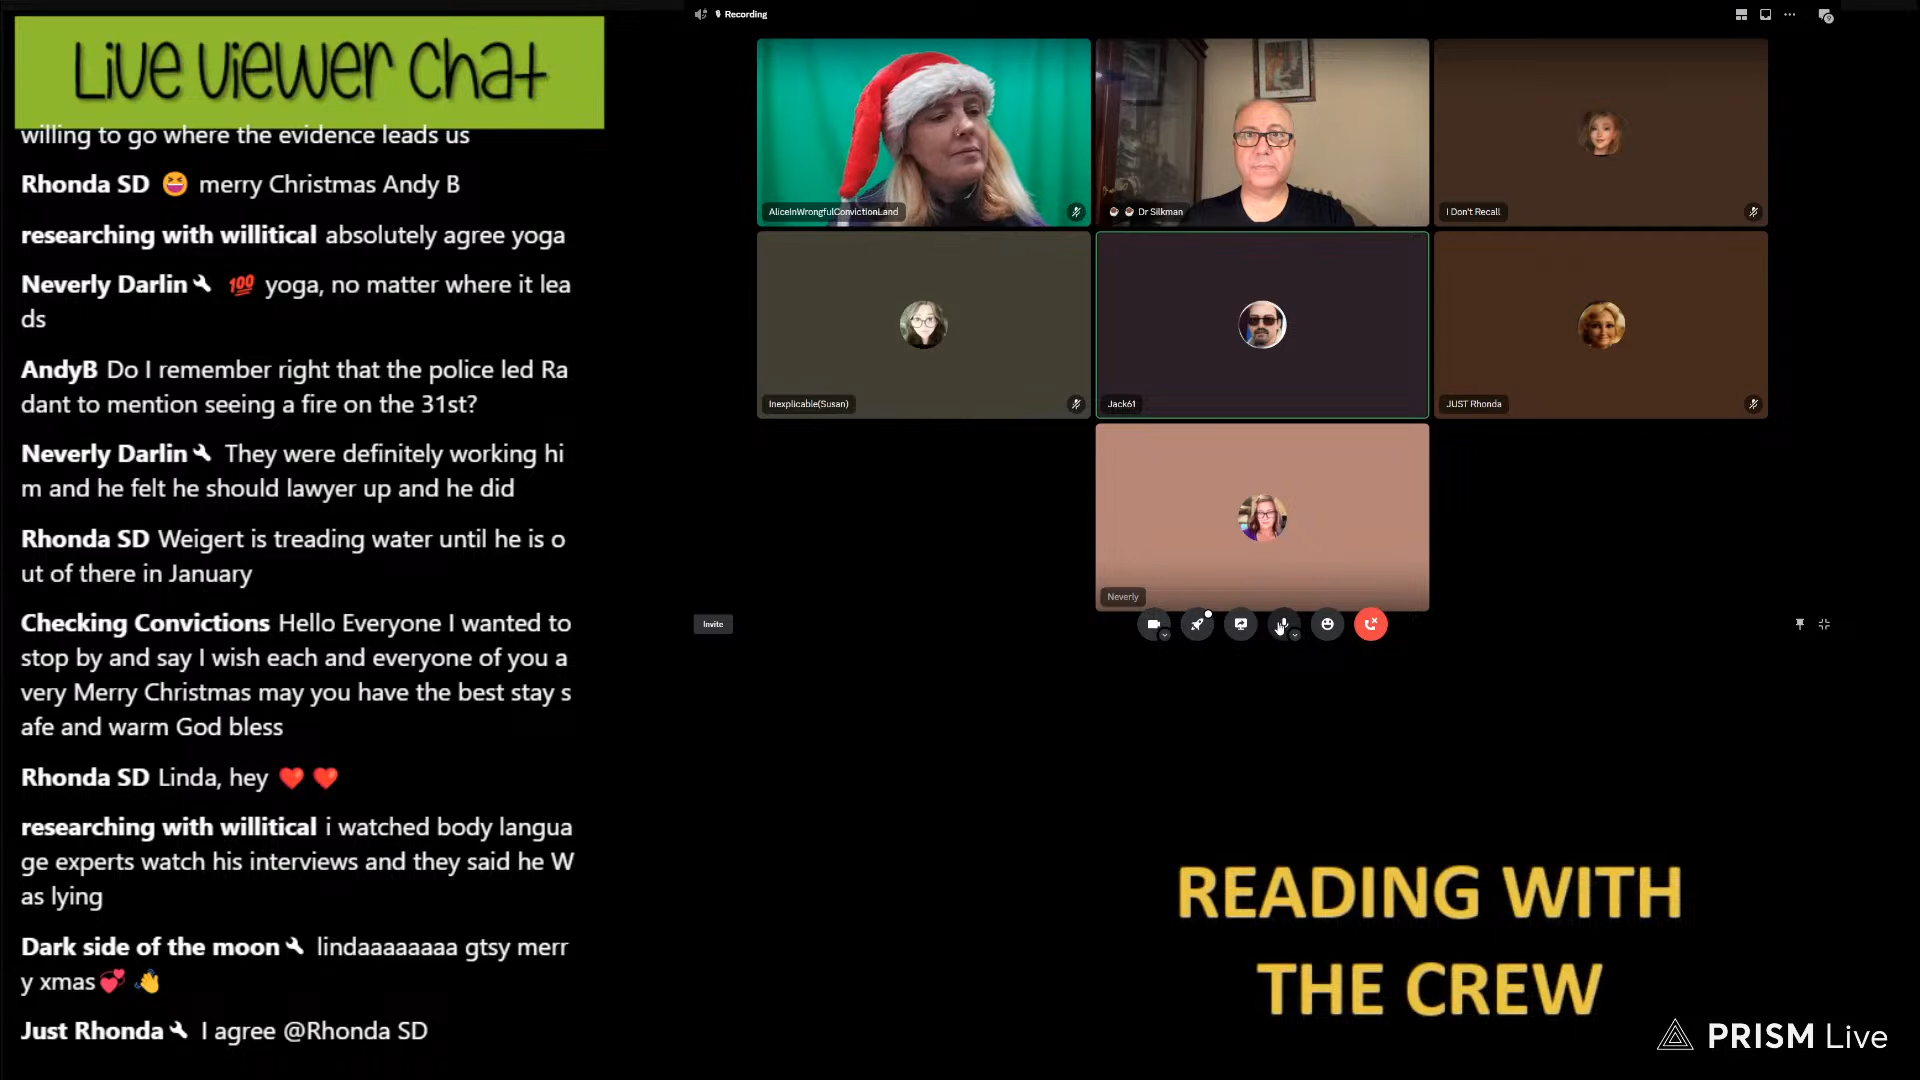 Live Viewer Chat
willing to go where the evidence leads us
Rhonda SD 😆 merry Christmas Andy B
researching with willitical absolutely agree yoga
Neverly Darlin 💯 yoga, no matter where it lea
ds
AndyB Do I remember right that the police led Ra
dant to mention seeing a fire on the 31st?
Neverly Darlin They were definitely working hi
m and he felt he should lawyer up and he did
Rhonda SD Weigert is treading water until he is o
ut of there in January
Checking Convictions Hello Everyone I wanted to
stop by and say I wish each and everyone of you a
very Merry Christmas may you have the best stay s
afe and warm God bless
Rhonda SD Linda, hey ❤️ ❤️
researching with willitical i watched body langua
ge experts watch his interviews and they said he W
as lying
Dark side of the moon lindaaaaaaaa gtsy merr
y xmas 💞 👋
Just Rhonda I agree @Rhonda SD
Recording
AliceInWrongfulConvictionLand
Dr Silkman
I Don't Recall
Inexplicable(Susan)
Jack61
JUST Rhonda
Neverly
Invite
READING WITH
THE CREW
PRISM Live